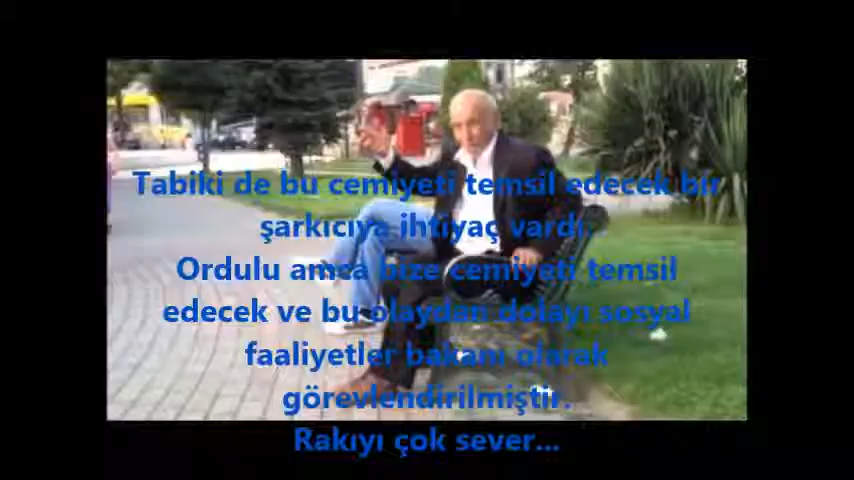 Tabiki de bu cemiyeti temsil edecek bir
şarkıcıya ihtiyaç vardı.
Ordulu amca bize cemiyeti temsil
edecek ve bu olaydan dolayı sosyal
faaliyetler bakanı olarak
görevlendirilmiştir.
Rakıyı çok sever...